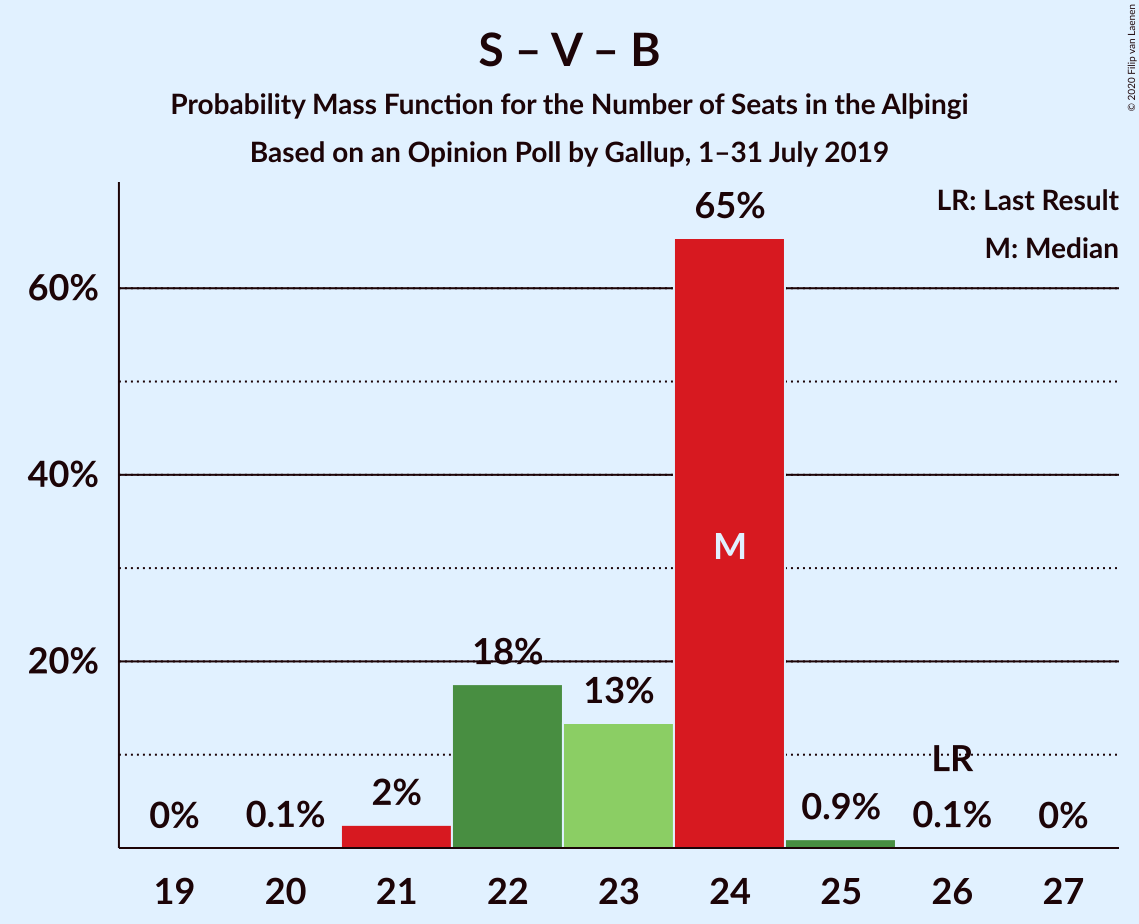 S – V – B
Probability Mass Function for the Number of Seats in the Alþingi
Based on an Opinion Poll by Gallup, 1–31 July 2019
© 2020 Filip van Laenen
LR: Last Result
M: Median
60%
40%
20%
0%
0.1%
2%
18%
13%
65%
M
0.9%
LR
0.1%
0%
19 20 21 22 23 24 25 26 27